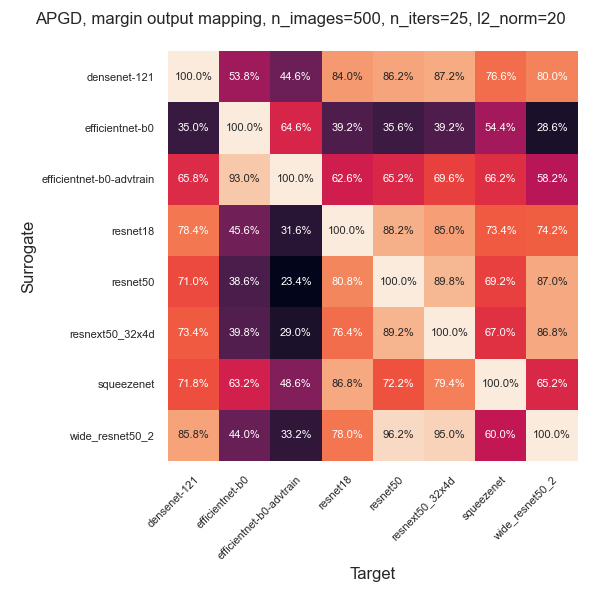 APGD, margin output mapping, n_images=500, n_iters=25, l2_norm=20
densenet-121 100.0% 53.8% 44.6% 84.0% 86.2% 87.2% 76.6% 80.0%
efficientnet-b0 35.0% 100.0% 64.6% 39.2% 35.6% 39.2% 54.4% 28.6%
efficientnet-b0-advtrain 65.8% 93.0% 100.0% 62.6% 65.2% 69.6% 66.2% 58.2%
resnet18 78.4% 45.6% 31.6% 100.0% 88.2% 85.0% 73.4% 74.2%
resnet50 71.0% 38.6% 23.4% 80.8% 100.0% 89.8% 69.2% 87.0%
resnext50_32x4d 73.4% 39.8% 29.0% 76.4% 89.2% 100.0% 67.0% 86.8%
squeezenet 71.8% 63.2% 48.6% 86.8% 72.2% 79.4% 100.0% 65.2%
wide_resnet50_2 85.8% 44.0% 33.2% 78.0% 96.2% 95.0% 60.0% 100.0%
Surrogate
densenet-121
efficientnet-b0
efficientnet-b0-advtrain
resnet18
resnet50
resnext50_32x4d
squeezenet
wide_resnet50_2
Target